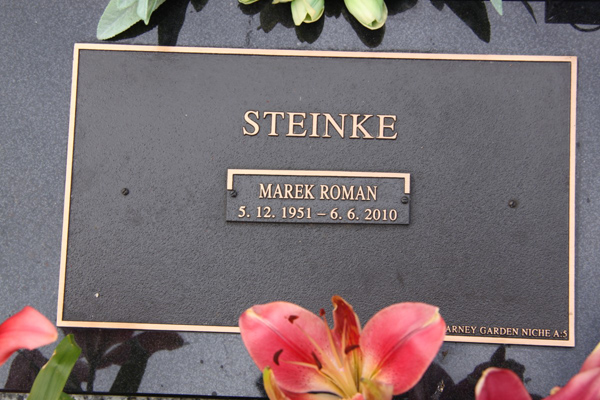 STEINKE
MAREK ROMAN
5. 12. 1951 – 6. 6. 2010
GARDEN NICHE A:5